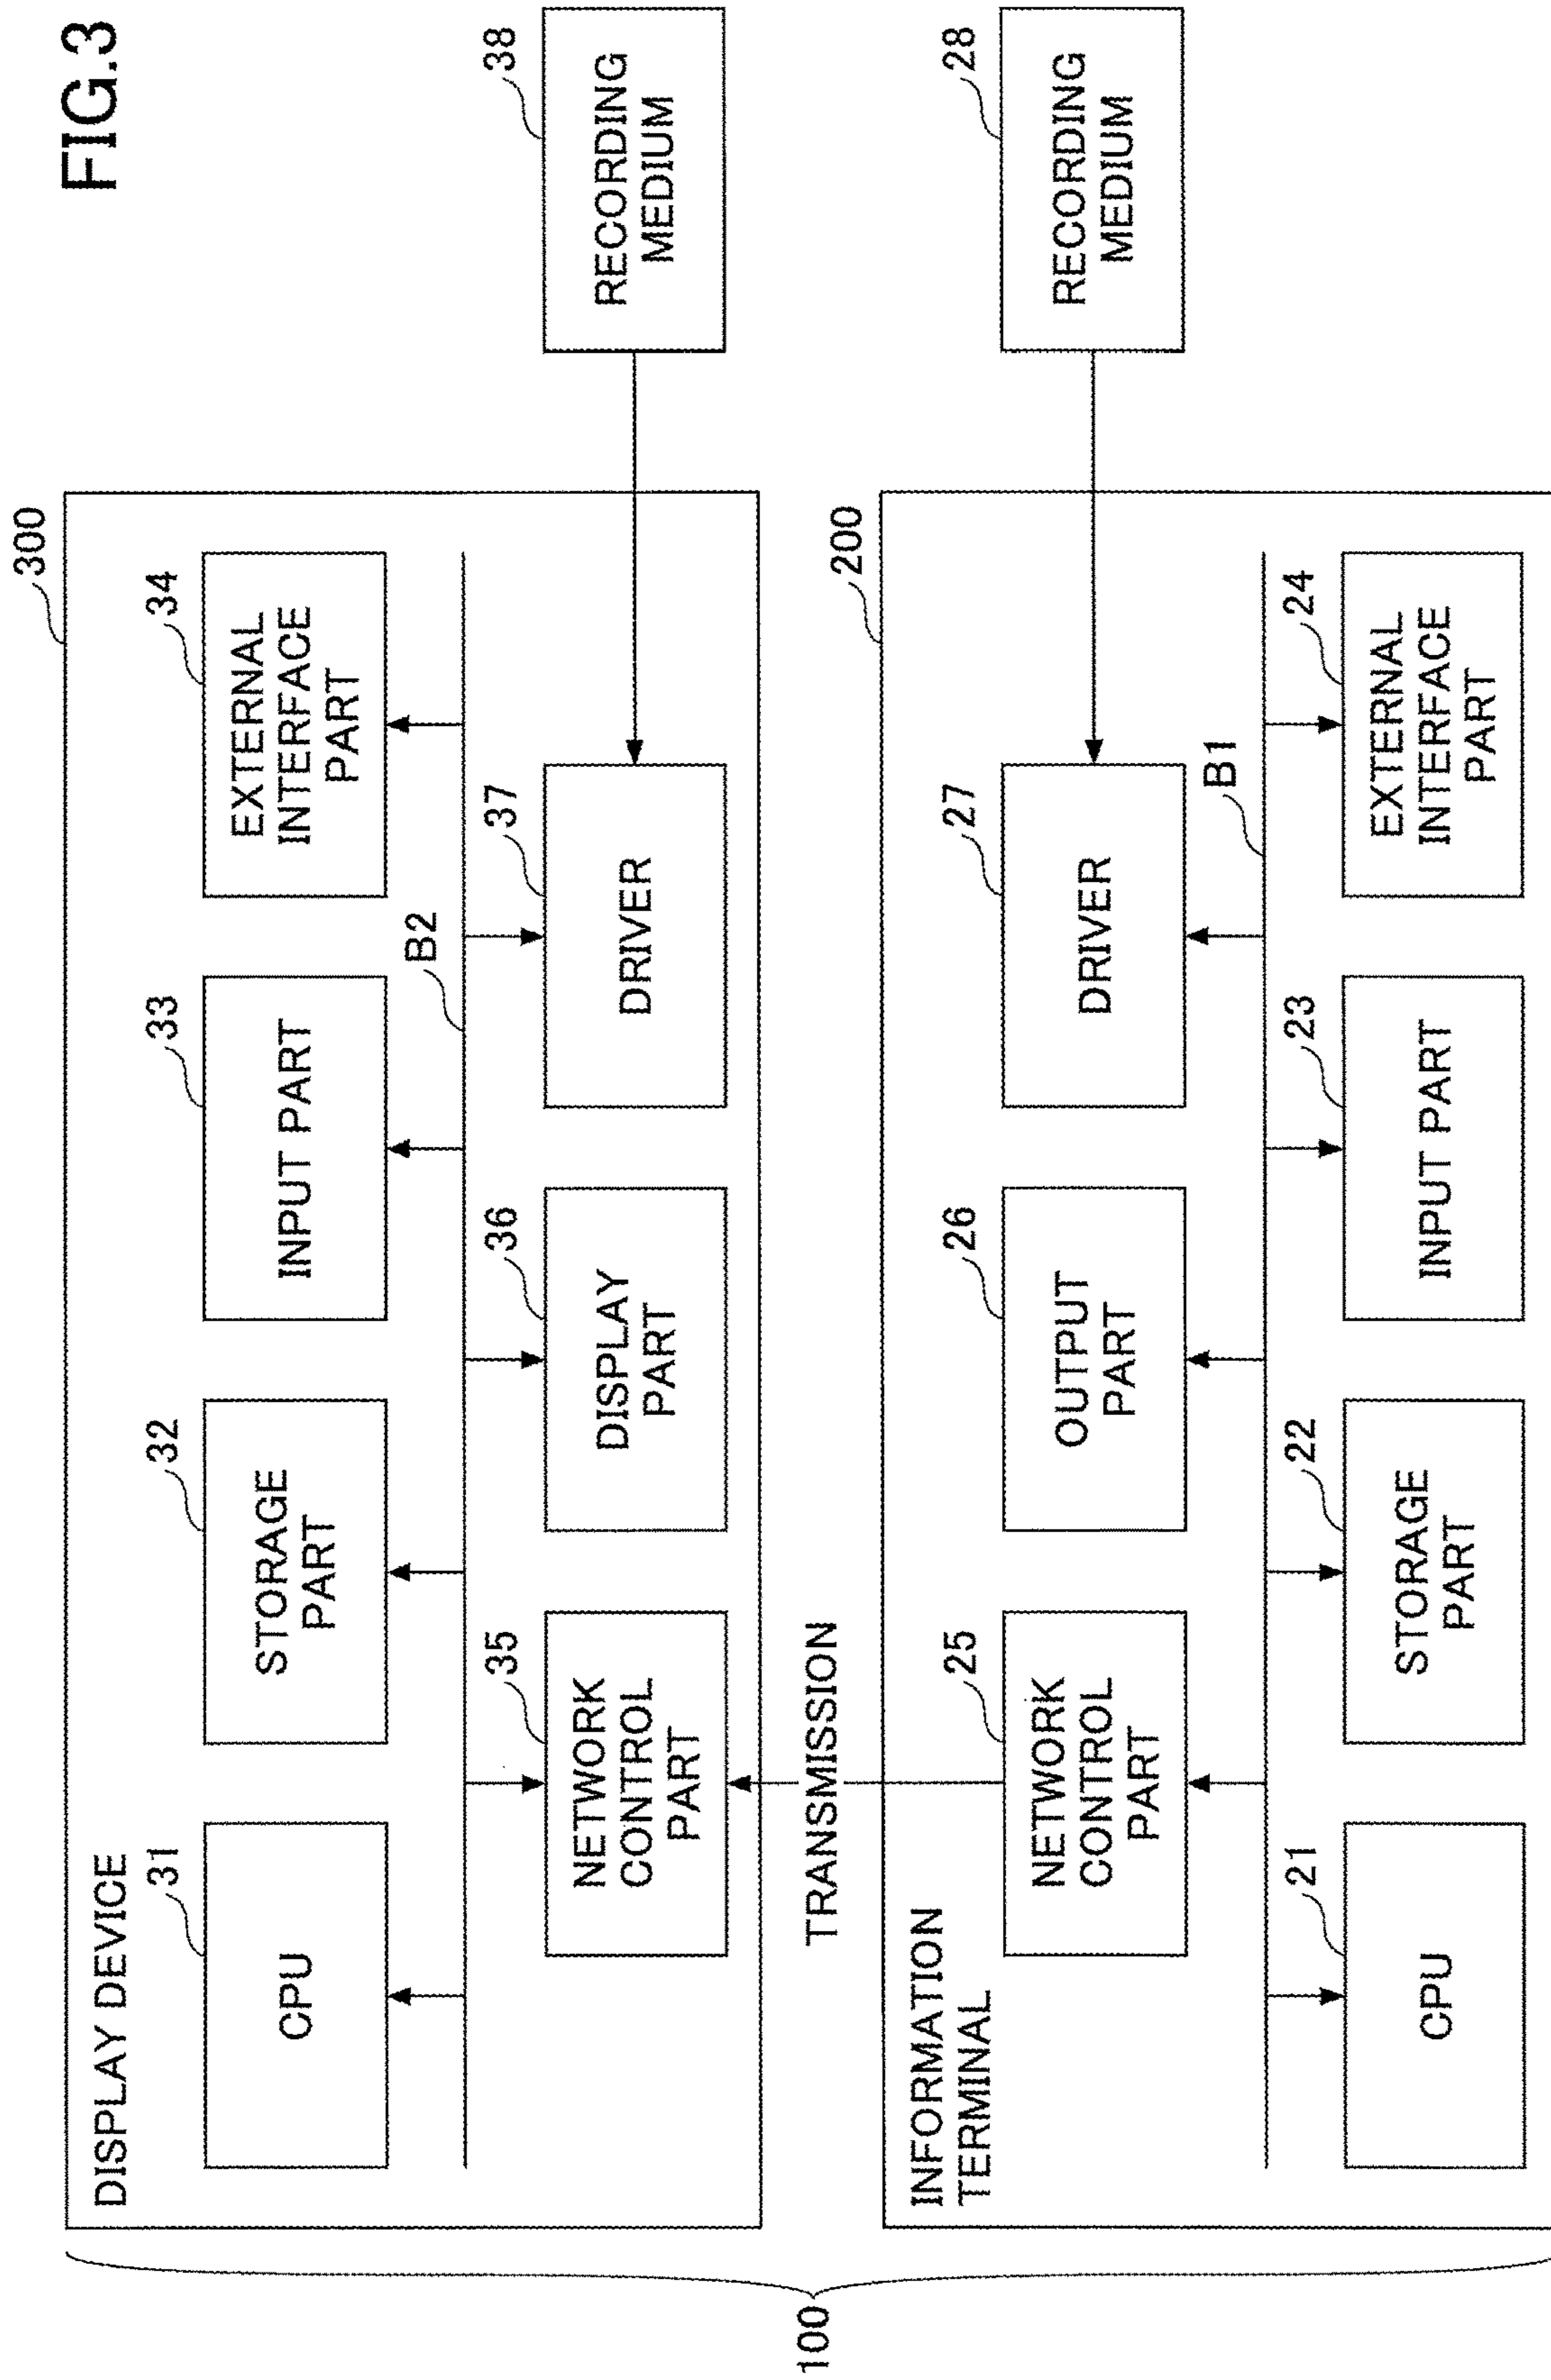 FIG.3
300
DISPLAY DEVICE
31
CPU
32
STORAGE
PART
33
INPUT PART
34
EXTERNAL
INTERFACE
PART
B2
35
NETWORK
CONTROL
PART
36
DISPLAY
PART
37
DRIVER
38
RECORDING
MEDIUM
TRANSMISSION
100
200
INFORMATION
TERMINAL
25
NETWORK
CONTROL
PART
26
OUTPUT
PART
27
DRIVER
28
RECORDING
MEDIUM
B1
21
CPU
22
STORAGE
PART
23
INPUT PART
24
EXTERNAL
INTERFACE
PART